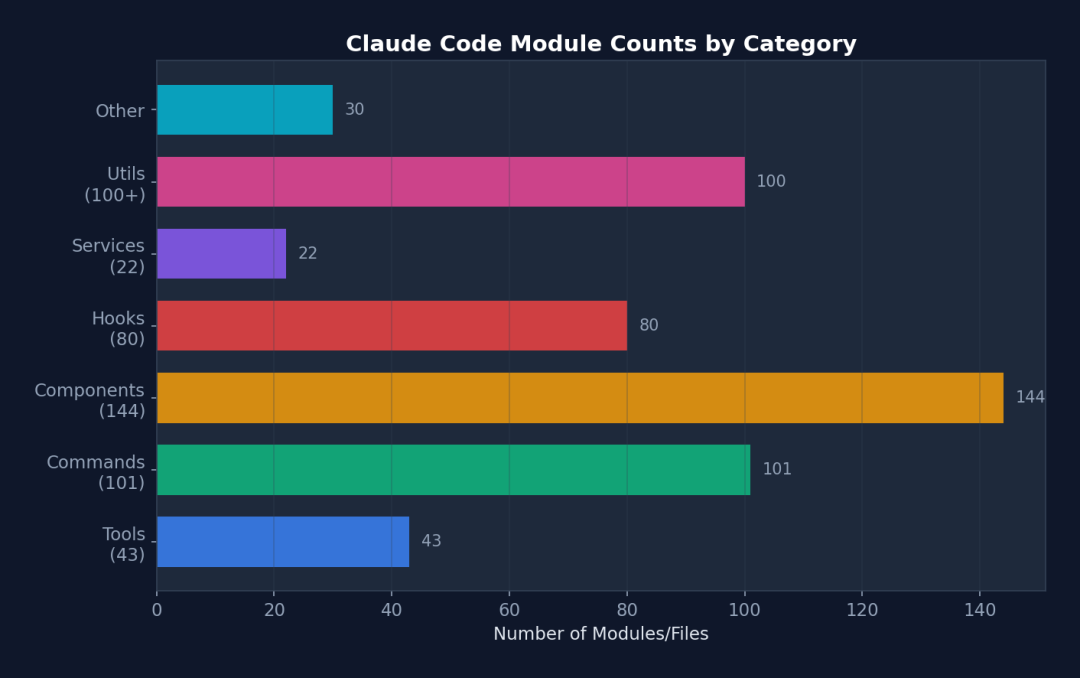 Claude Code Module Counts by Category
Other
30
Utils
(100+)
100
Services
(22)
22
Hooks
(80)
80
Components
(144)
144
Commands
(101)
101
Tools
(43)
43
0 20 40 60 80 100 120 140
Number of Modules/Files